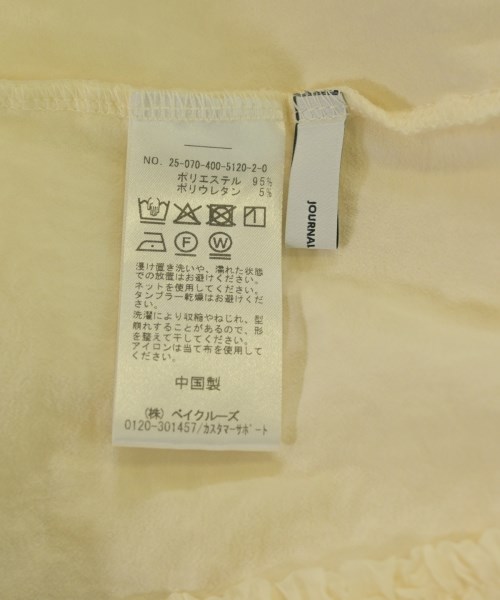 NO. 25-070-400-5120-2-0
ポリエステル 95%
ポリウレタン 5%
F W
浸け置き洗いや、濡れた状態
での放置はお避けください。
ネットを使用してください。
タンブラー乾燥はお避けくだ
さい。
洗濯により収縮やねじれ、型
崩れすることがあるので、形
を整えて干してください。
アイロンは当て布を使用して
ください。
中国製
(株) ベイクルーズ
0120-301457/カスタマーサポート
JOURNAL